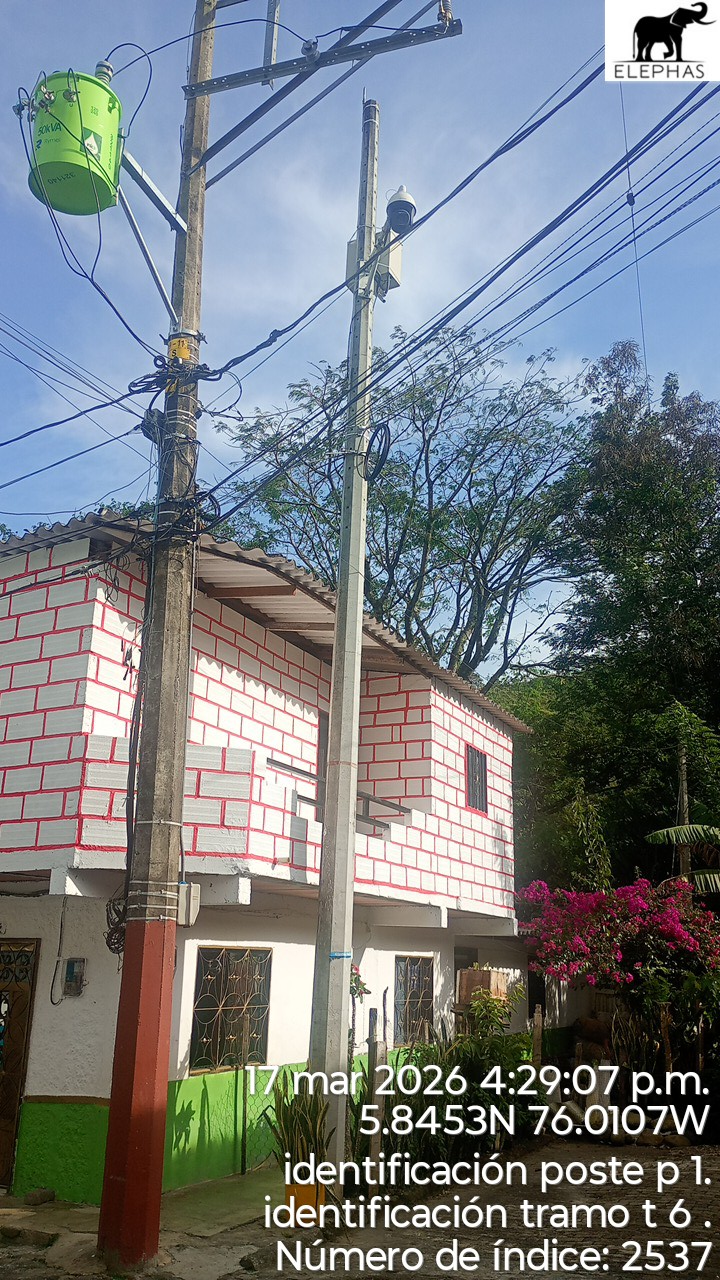 ELEPHAS
50kVA
17 mar 2026 4:29:07 p.m.
5.8453N 76.0107W
identificación poste p 1.
identificación tramo t 6 .
Número de índice: 2537